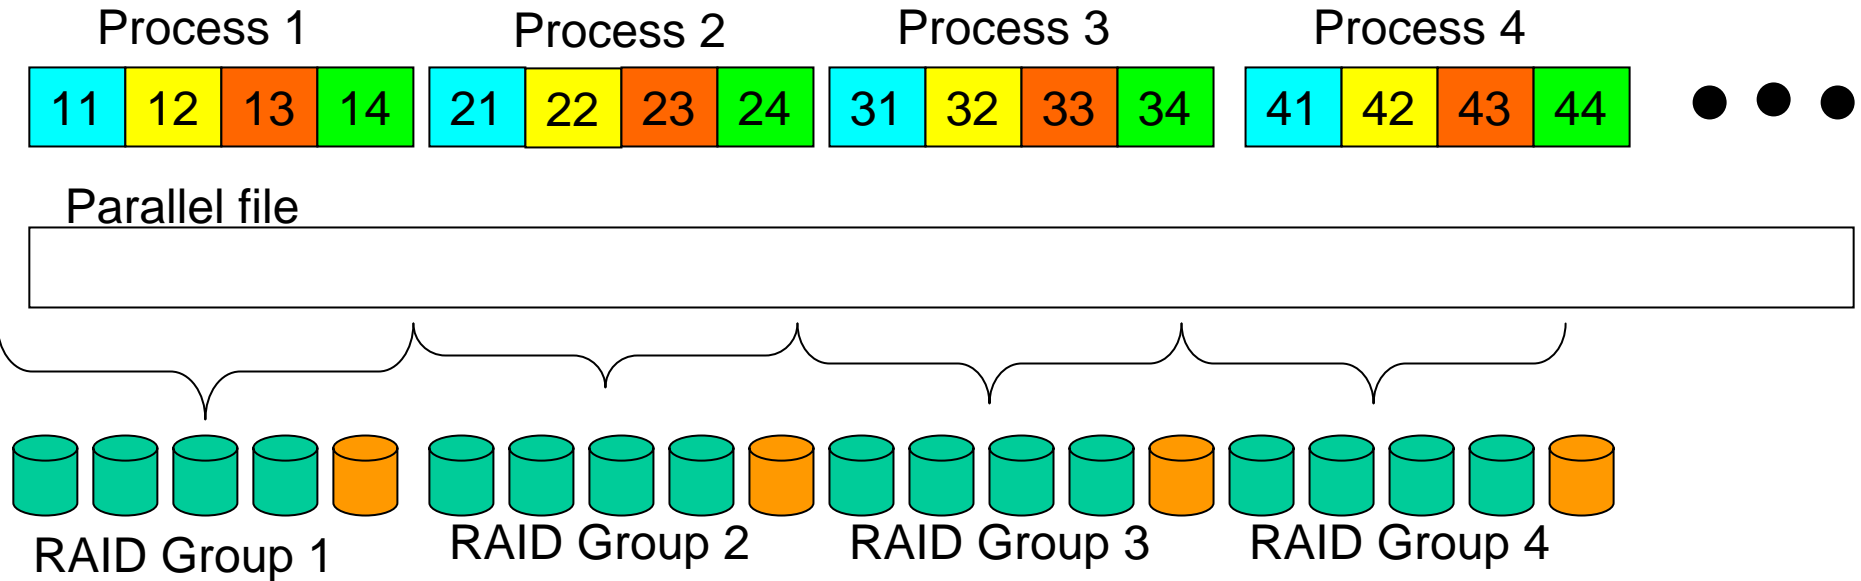 Process 1 Process 2 Process 3 Process 4
11 12 13 14 21 22 23 24 31 32 33 34 41 42 43 44
Parallel file
RAID Group 1 RAID Group 2 RAID Group 3 RAID Group 4